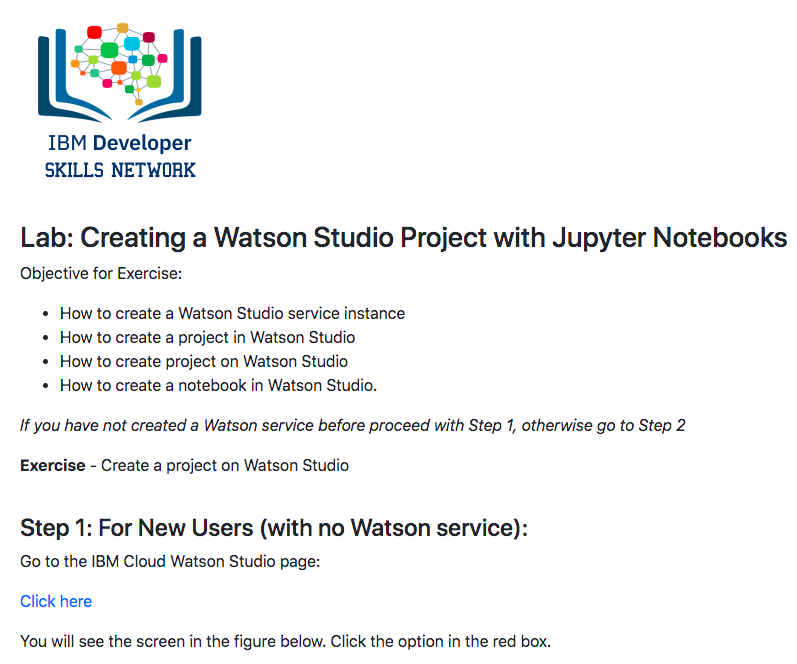 IBM Developer
SKILLS NETWORK
Lab: Creating a Watson Studio Project with Jupyter Notebooks
Objective for Exercise:
• How to create a Watson Studio service instance
• How to create a project in Watson Studio
• How to create project on Watson Studio
• How to create a notebook in Watson Studio.
If you have not created a Watson service before proceed with Step 1, otherwise go to Step 2
Exercise - Create a project on Watson Studio
Step 1: For New Users (with no Watson service):
Go to the IBM Cloud Watson Studio page:
Click here
You will see the screen in the figure below. Click the option in the red box.